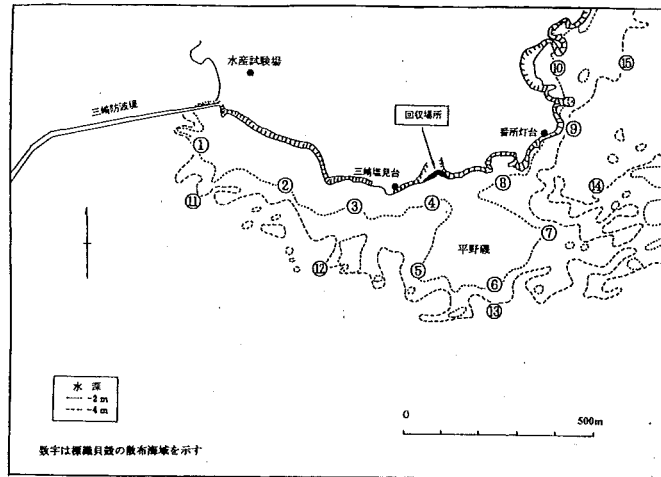 水産試験場
三崎防波堤
回収場所
番所灯台
三崎塩見台
平野磯
①
②
③
④
⑤
⑥
⑦
⑧
⑨
⑩
⑪
⑫
⑬
⑭
⑮
水深
-2m
-4m
0
500m
数字は標識貝殻の散布海域を示す